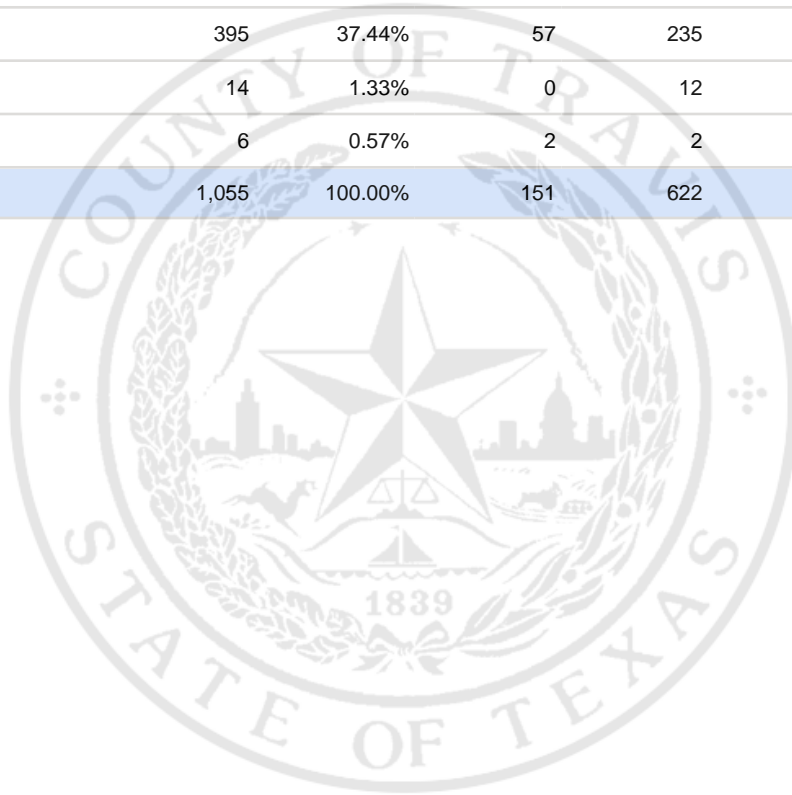 395 37.44% 57 235
14 1.33% 0 12
6 0.57% 2 2
1,055 100.00% 151 622
COUNTY OF TRAVIS
1839
STATE OF TEXAS